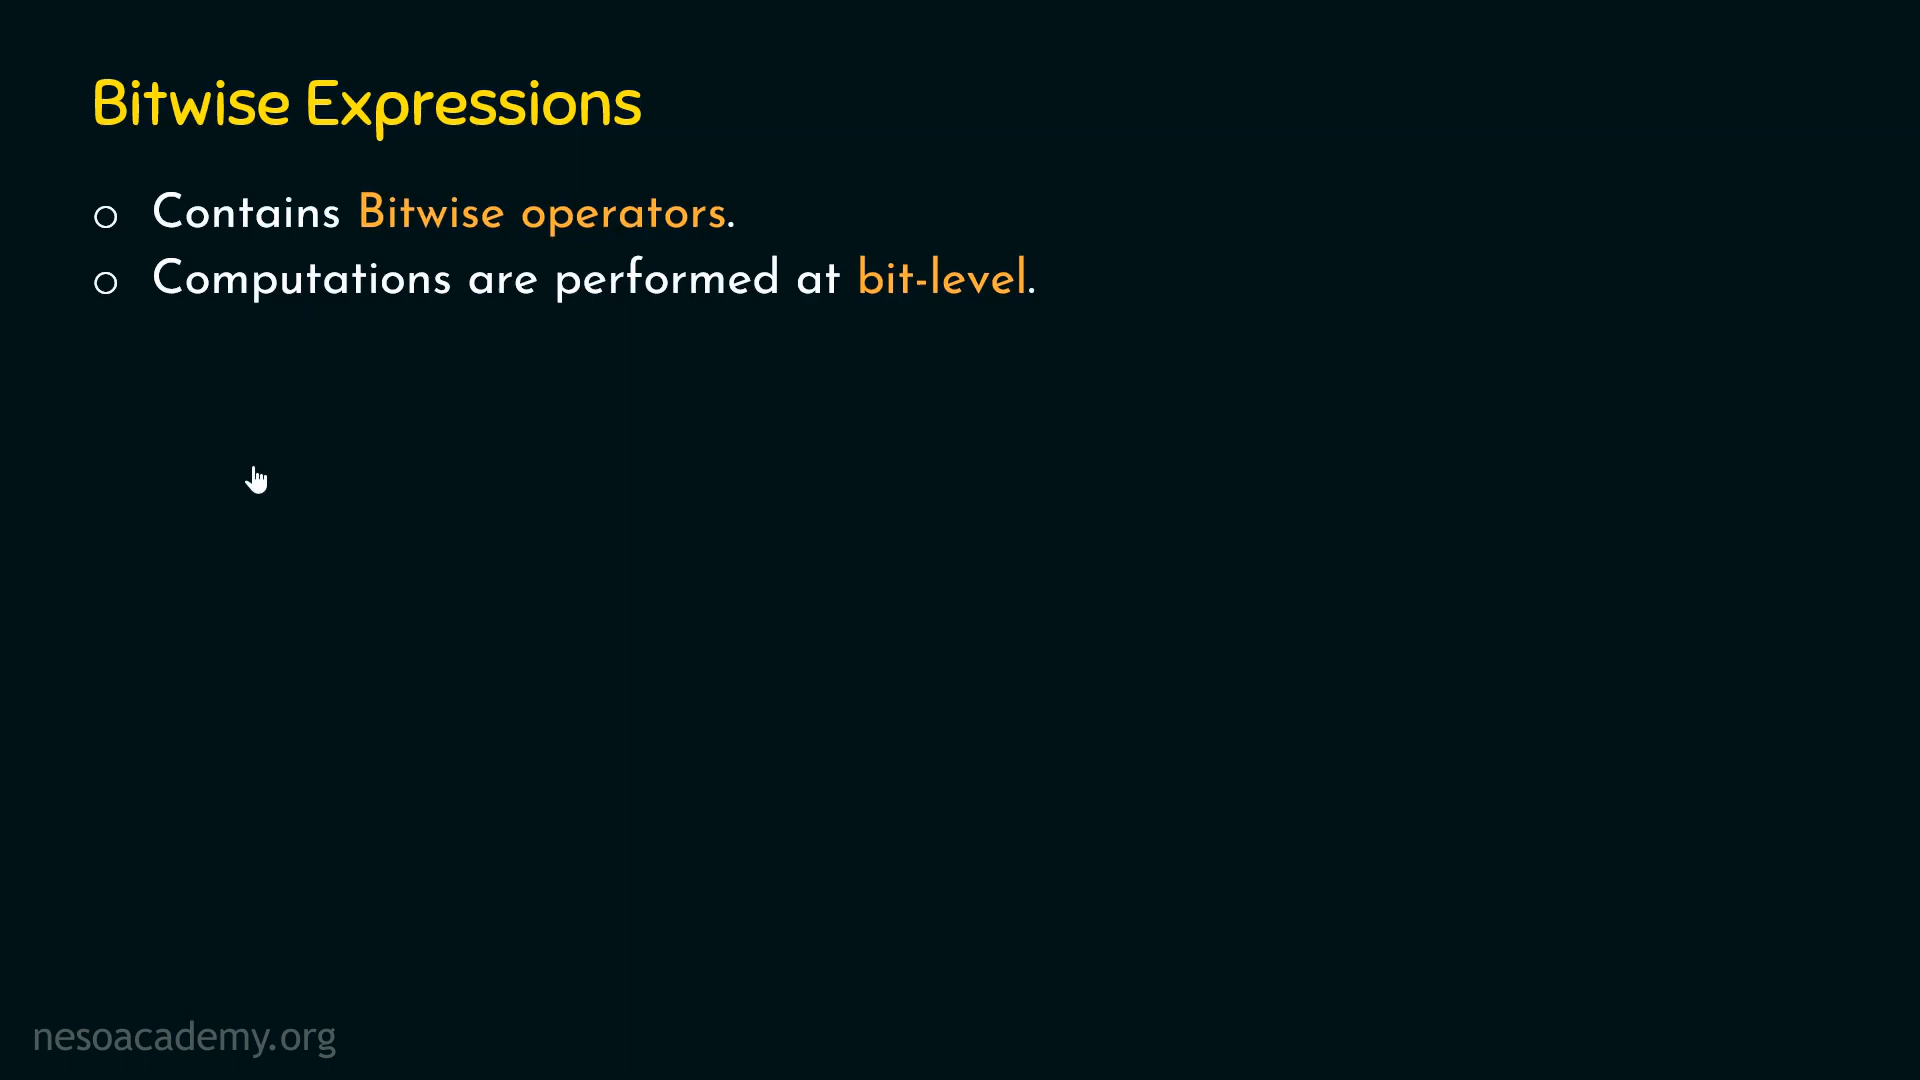 Bitwise Expressions
○ Contains Bitwise operators.
○ Computations are performed at bit-level.
nesoacademy.org